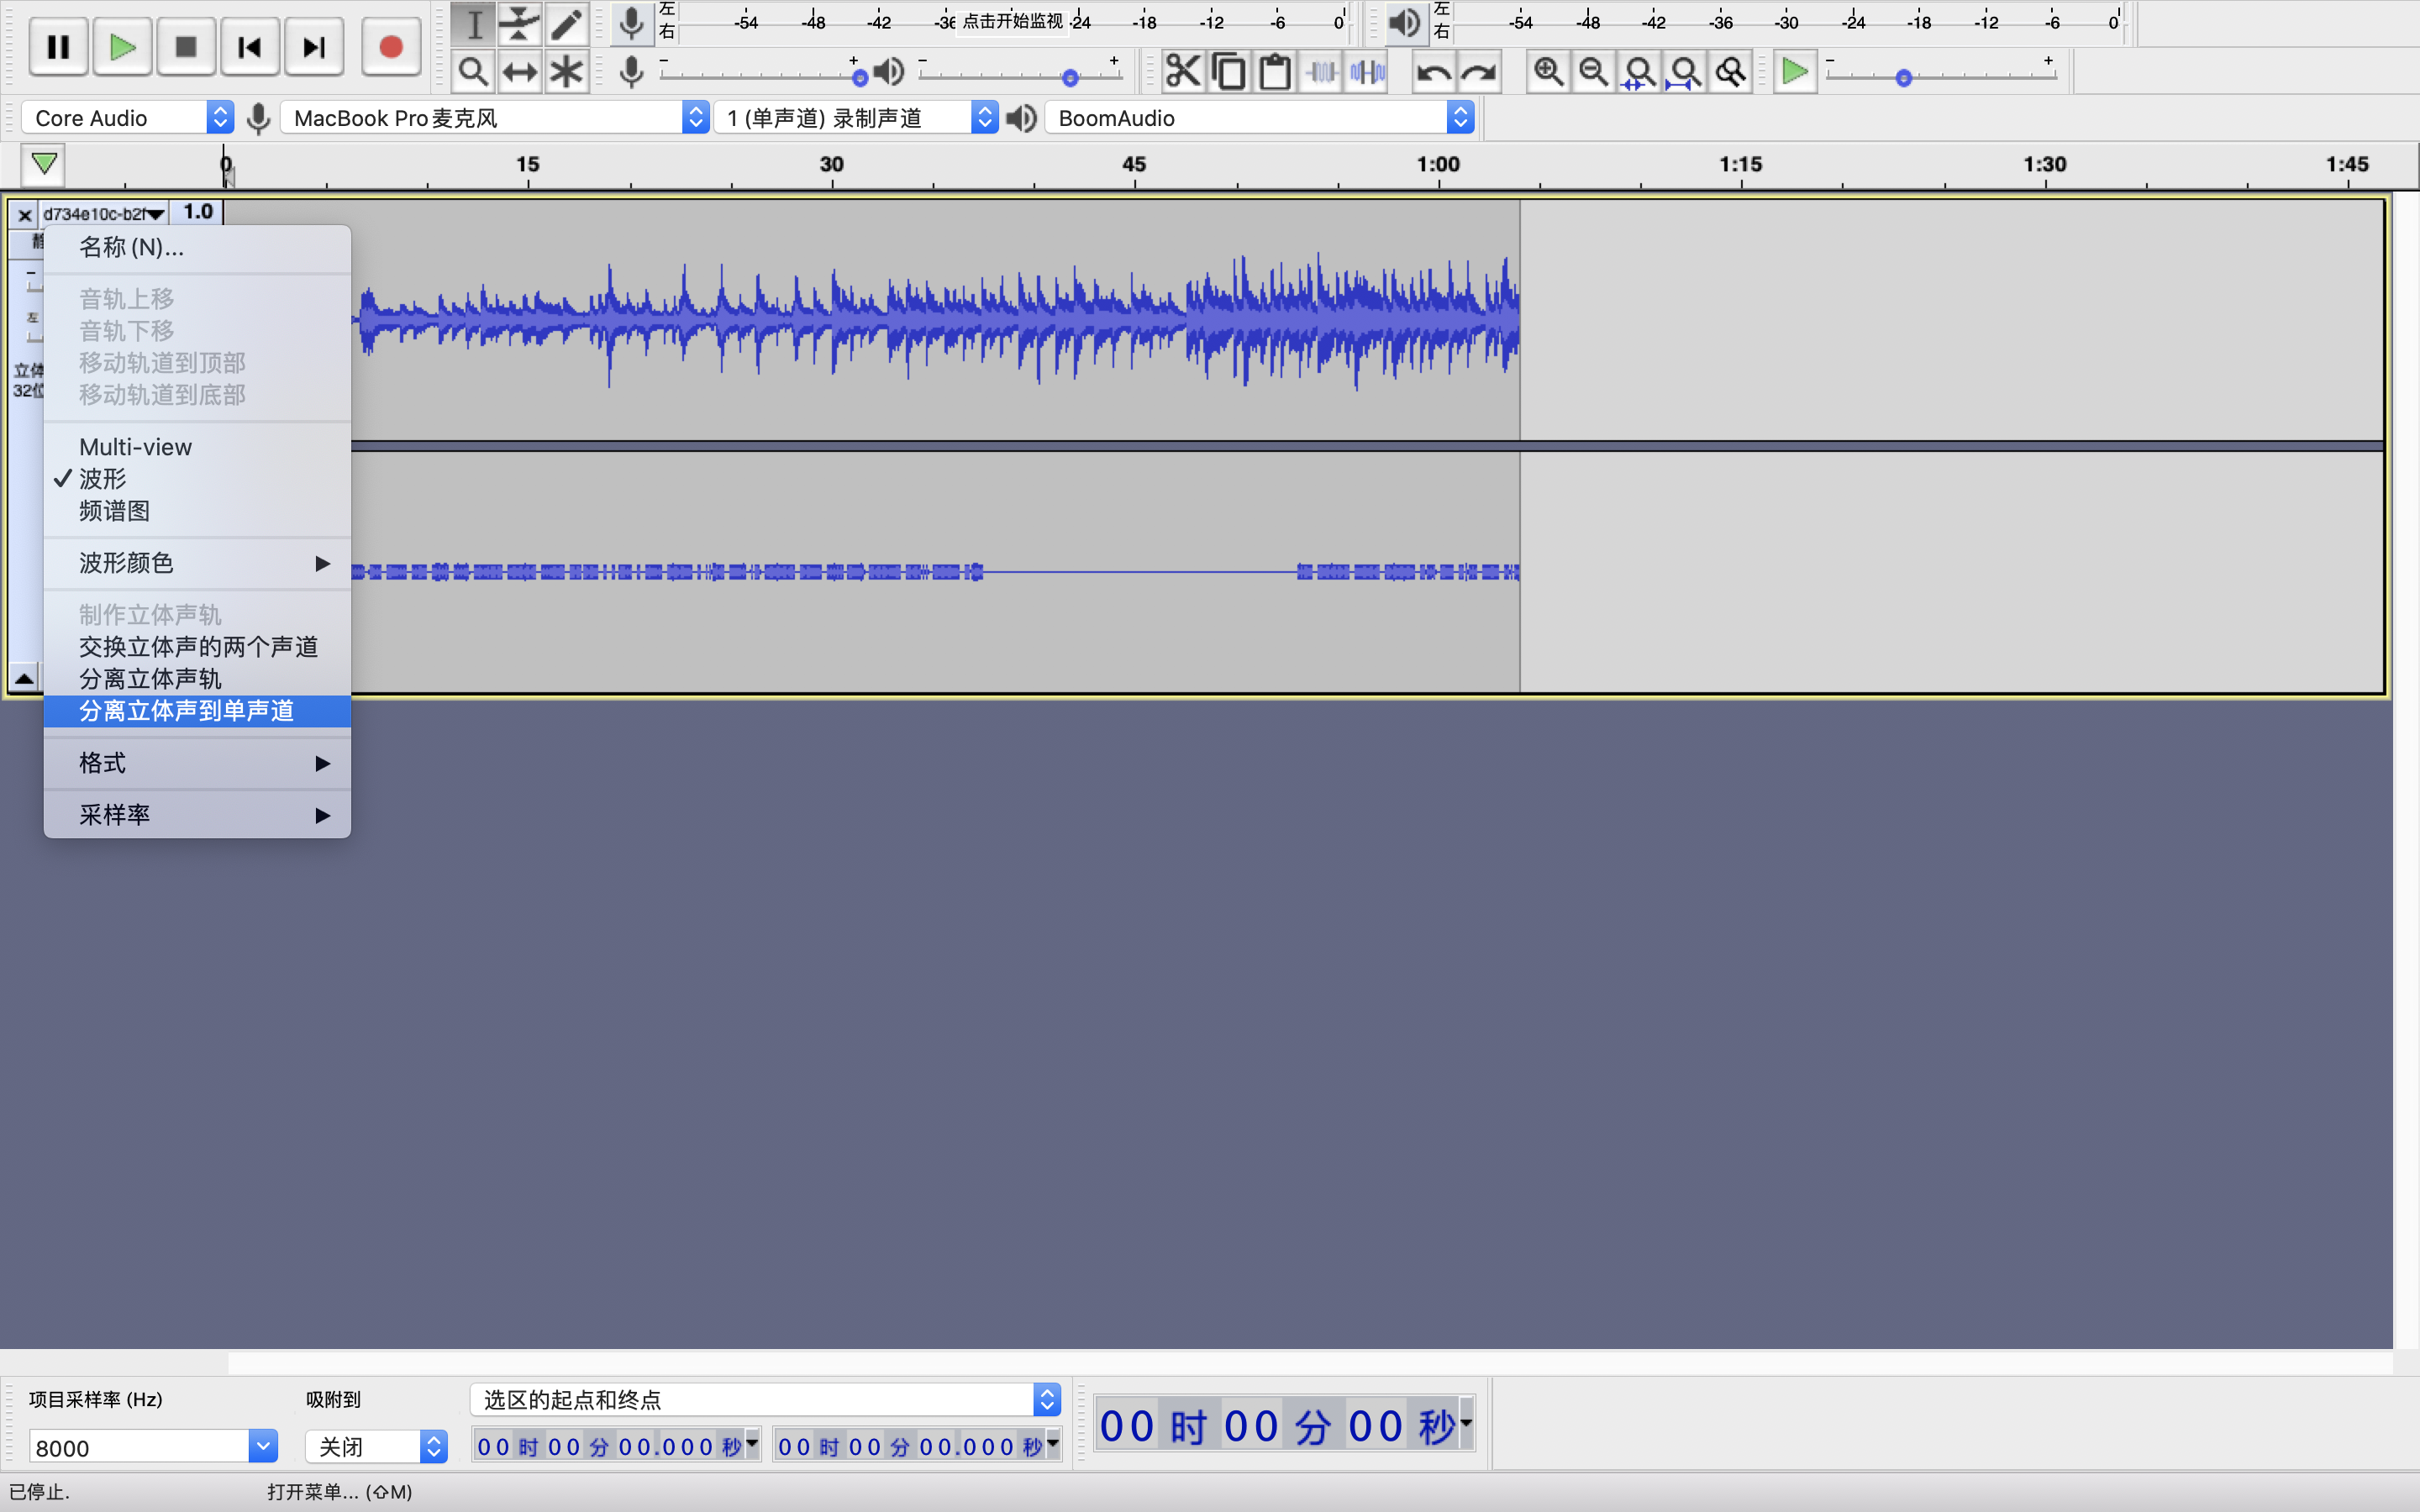 左
右
-54 -48 -42 点击开始监视 -24 -18 -12 -6 0
左
右
-54 -48 -42 -36 -30 -24 -18 -12 -6 0
- +
- +
- +
Core Audio
MacBook Pro麦克风
1 (单声道) 录制声道
BoomAudio
0 15 30 45 1:00 1:15 1:30 1:45
d734e10c-b2f
1.0
左
32位
名称(N)...
音轨上移
音轨下移
移动轨道到顶部
移动轨道到底部
Multi-view
✓ 波形
频谱图
波形颜色
制作立体声轨
交换立体声的两个声道
分离立体声轨
分离立体声到单声道
格式
采样率
项目采样率 (Hz)
吸附到
选区的起点和终点
8000
关闭
00 时 00 分 00.000 秒
00 时 00 分 00.000 秒
00 时 00 分 00 秒
已停止.
打开菜单... (⇧M)